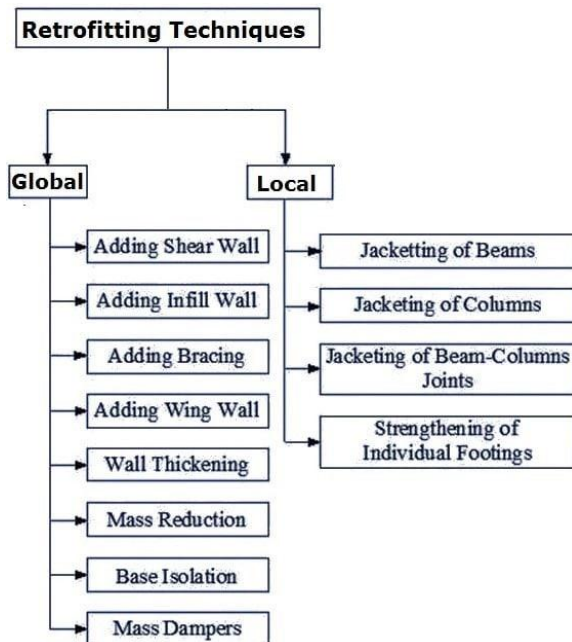 Retrofitting Techniques
Global
Adding Shear Wall
Adding Infill Wall
Adding Bracing
Adding Wing Wall
Wall Thickening
Mass Reduction
Base Isolation
Mass Dampers
Local
Jacketting of Beams
Jacketing of Columns
Jacketing of Beam-Columns
Joints
Strengthening of
Individual Footings